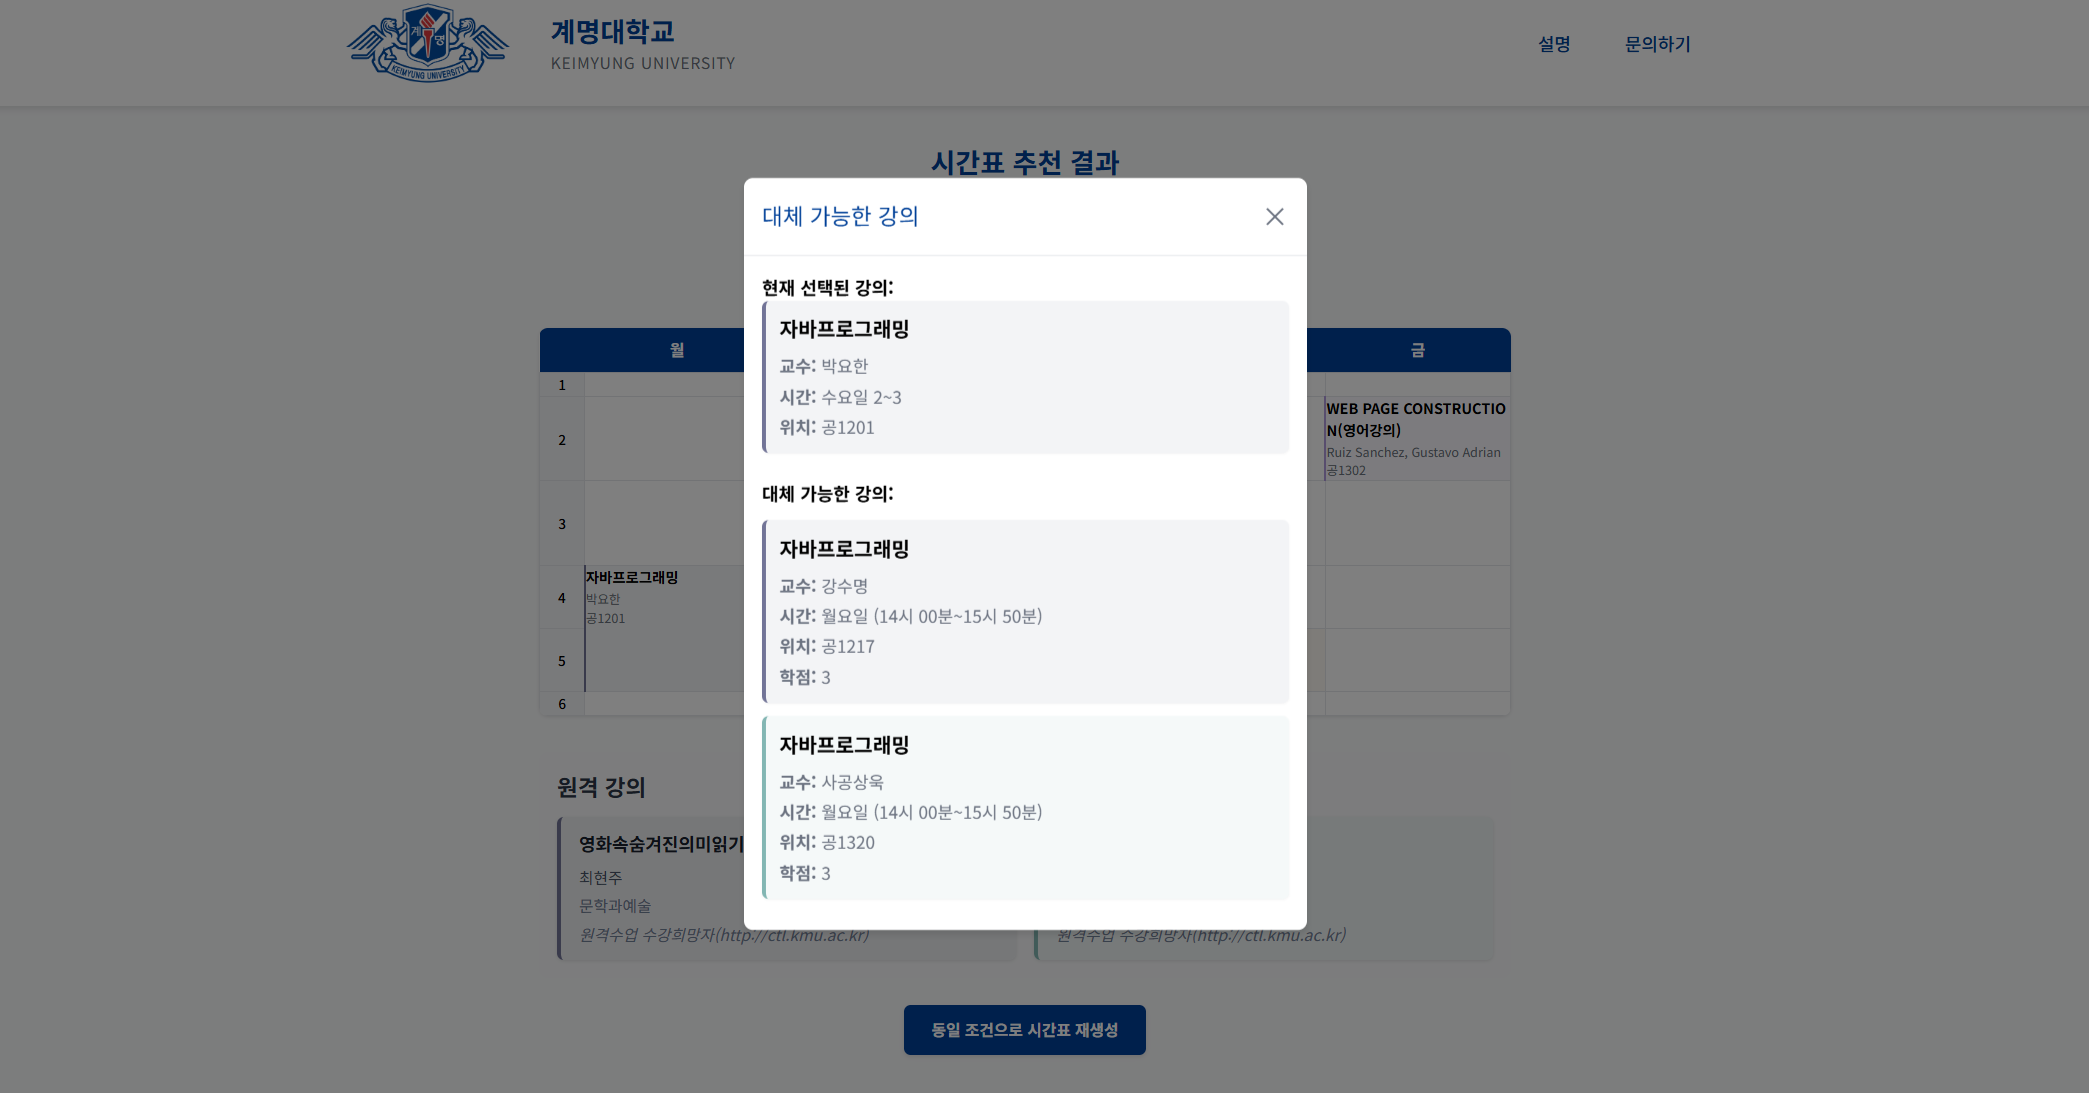 계명
KEIMYUNG UNIVERSITY
계명대학교
KEIMYUNG UNIVERSITY
설명
문의하기
시간표 추천 결과
대체 가능한 강의
현재 선택된 강의:
자바프로그래밍
교수: 박요한
시간: 수요일 2~3
위치: 공1201
대체 가능한 강의:
자바프로그래밍
교수: 강수명
시간: 월요일 (14시 00분~15시 50분)
위치: 공1217
학점: 3
자바프로그래밍
교수: 사공상욱
시간: 월요일 (14시 00분~15시 50분)
위치: 공1320
학점: 3
월
금
1
2
WEB PAGE CONSTRUCTIO
N(영어강의)
Ruiz Sanchez, Gustavo Adrian
공1302
3
4
자바프로그래밍
박요한
공1201
5
6
원격 강의
영화속숨겨진의미읽기
최현주
문학과예술
원격수업 수강희망자(http://ctl.kmu.ac.kr)
원격수업 수강희망자(http://ctl.kmu.ac.kr)
동일 조건으로 시간표 재생성